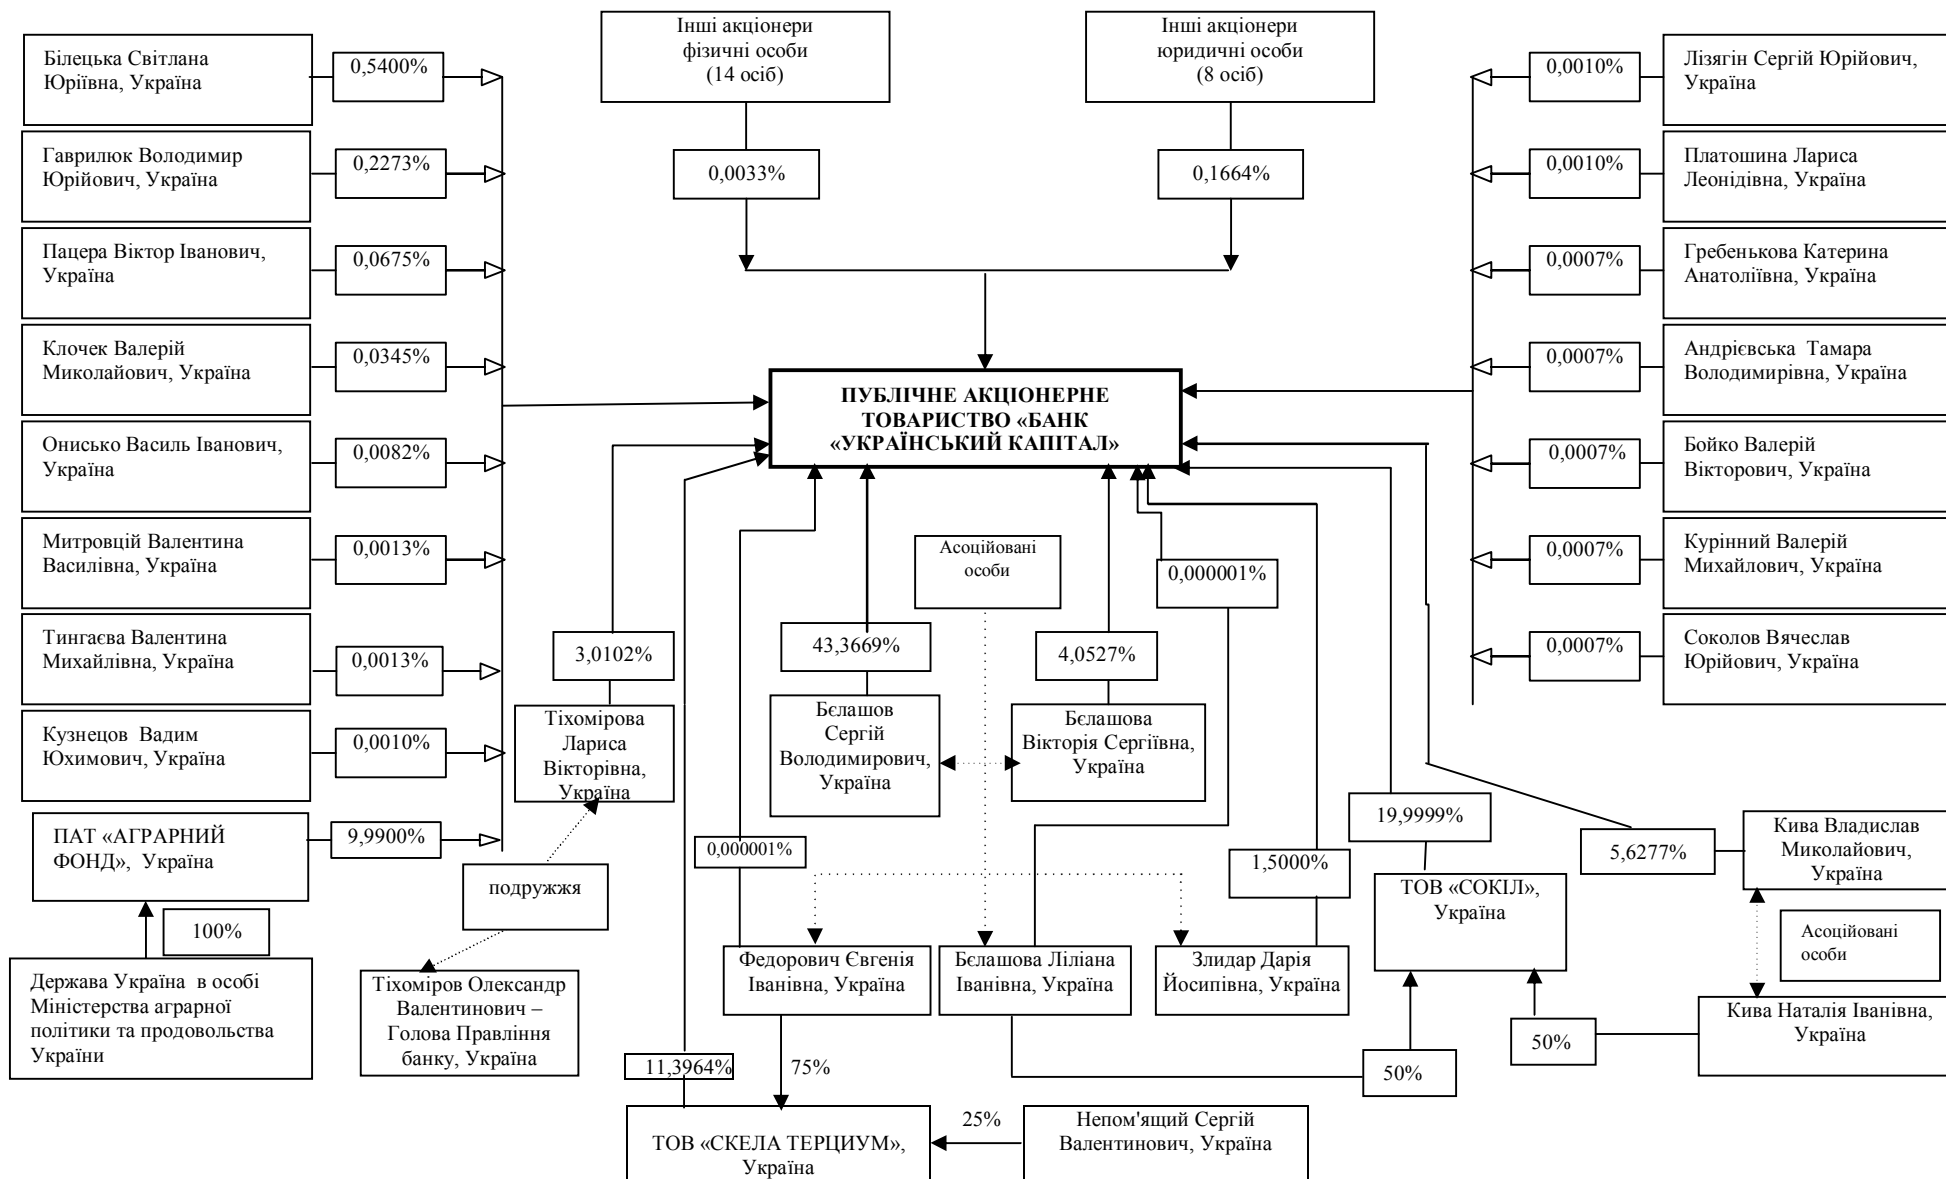 Інші акціонери
фізичні особи
(14 осіб)
Інші акціонери
юридичні особи
(8 осіб)
0,0033%
0,1664%
Білецька Світлана
Юріївна, Україна
0,5400%
Гаврилюк Володимир
Юрійович, Україна
0,2273%
Пацера Віктор Іванович,
Україна
0,0675%
Клочек Валерій
Миколайович, Україна
0,0345%
Онисько Василь Іванович,
Україна
0,0082%
Митровцій Валентина
Василівна, Україна
0,0013%
Тингаєва Валентина
Михайлівна, Україна
0,0013%
Кузнецов Вадим
Юхимович, Україна
0,0010%
ПАТ «АГРАРНИЙ
ФОНД», Україна
9,9900%
100%
Держава Україна в особі
Міністерства аграрної
політики та продовольства
України
0,0010%
Лізягін Сергій Юрійович,
Україна
0,0010%
Платошина Лариса
Леонідівна, Україна
0,0007%
Гребенькова Катерина
Анатоліївна, Україна
0,0007%
Андрієвська Тамара
Володимирівна, Україна
0,0007%
Бойко Валерій
Вікторович, Україна
0,0007%
Курінний Валерій
Михайлович, Україна
0,0007%
Соколов Вячеслав
Юрійович, Україна
ПУБЛІЧНЕ АКЦІОНЕРНЕ
ТОВАРИСТВО «БАНК
«УКРАЇНСЬКИЙ КАПІТАЛ»
Асоційовані
особи
0,000001%
3,0102%
43,3669%
4,0527%
Тіхомірова
Лариса
Вікторівна,
Україна
Бєлашов
Сергій
Володимирович,
Україна
Бєлашова
Вікторія Сергіївна,
Україна
подружжя
Тіхоміров Олександр
Валентинович –
Голова Правління
банку, Україна
0,000001%
1,5000%
19,9999%
5,6277%
Кива Владислав
Миколайович,
Україна
ТОВ «СОКІЛ»,
Україна
Асоційовані
особи
Федорович Євгенія
Іванівна, Україна
Бєлашова Ліліана
Іванівна, Україна
Злидар Дарія
Йосипівна, Україна
Кива Наталія Іванівна,
Україна
11,3964%
75%
50%
50%
ТОВ «СКЕЛА ТЕРЦИУМ»,
Україна
25%
Непом'ящий Сергій
Валентинович, Україна